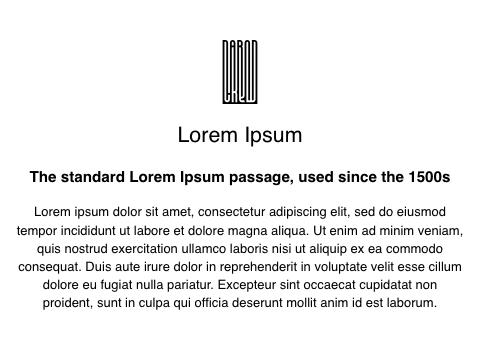 Lorem Ipsum
The standard Lorem Ipsum passage, used since the 1500s
Lorem ipsum dolor sit amet, consectetur adipiscing elit, sed do eiusmod
tempor incididunt ut labore et dolore magna aliqua. Ut enim ad minim veniam,
quis nostrud exercitation ullamco laboris nisi ut aliquip ex ea commodo
consequat. Duis aute irure dolor in reprehenderit in voluptate velit esse cillum
dolore eu fugiat nulla pariatur. Excepteur sint occaecat cupidatat non
proident, sunt in culpa qui officia deserunt mollit anim id est laborum.